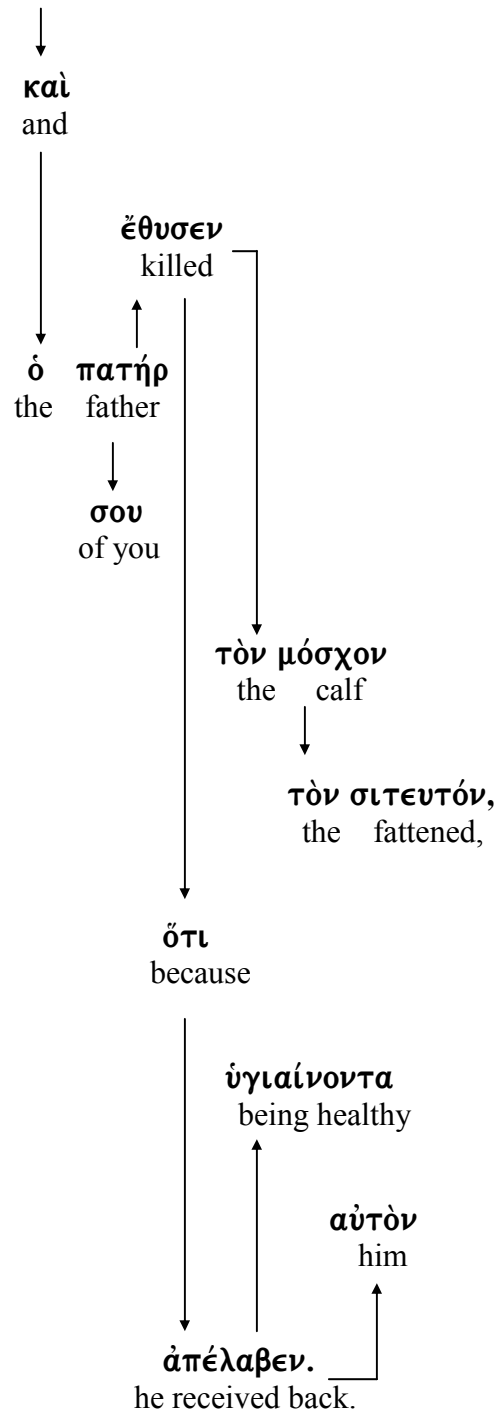 καὶ
and
ἔθυσεν
killed
ὁ πατήρ
the father
σου
of you
τὸν μόσχον
the calf
τὸν σιτευτόν,
the fattened,
ὅτι
because
ὑγιαίνοντα
being healthy
αὐτὸν
him
ἀπέλαβεν.
he received back.